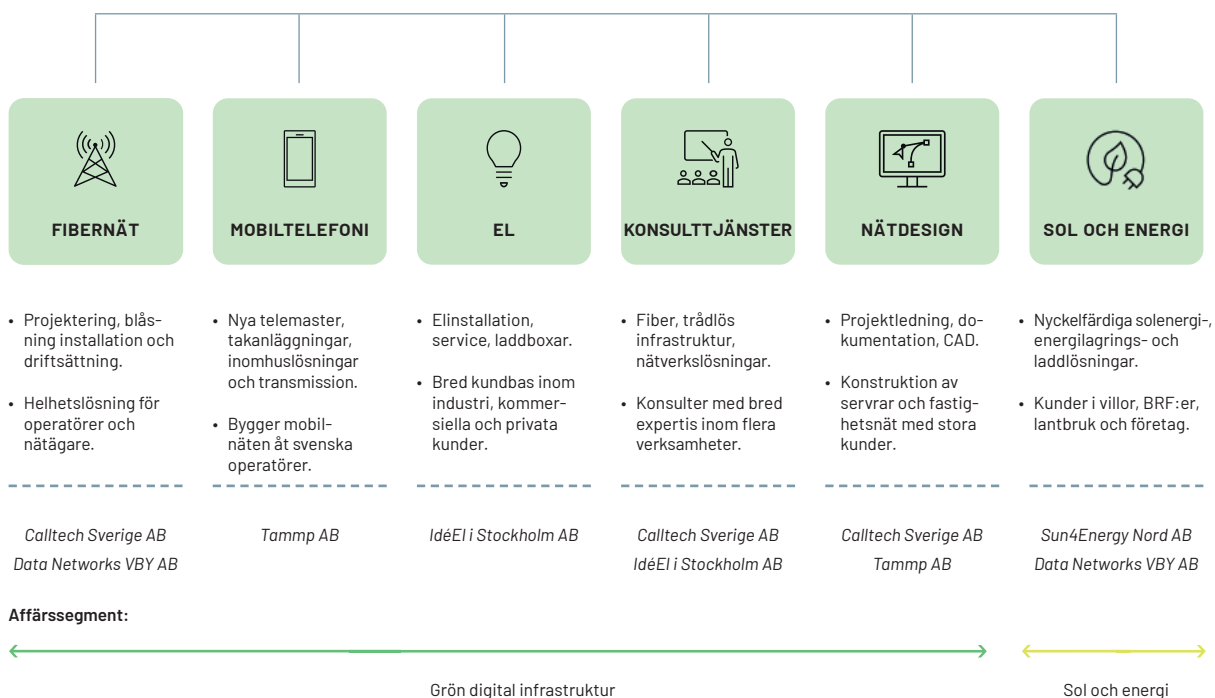 FIBERNÄT
MOBILTELEFONI
EL
KONSULTTJÄNSTER
NÄTDESIGN
SOL OCH ENERGI
• Projektering, blås-
ning installation och
driftsättning.
• Helhetslösning för
operatörer och
nätägare.
• Nya telemaster,
takanläggningar,
inomhuslösningar
och transmission.
• Bygger mobil-
näten åt svenska
operatörer.
• Elinstallation,
service, laddboxar.
• Bred kundbas inom
industri, kommer-
siella och privata
kunder.
• Fiber, trådlös
infrastruktur,
nätverkslösningar.
• Konsulter med bred
expertis inom flera
verksamheter.
• Projektledning, do-
kumentation, CAD.
• Konstruktion av
servrar och fastig-
hetsnät med stora
kunder.
• Nyckelfärdiga solenergi-,
energilagrings- och
laddlösningar.
• Kunder i villor, BRF:er,
lantbruk och företag.
Calltech Sverige AB
Data Networks VBY AB
Tammp AB
IdéEl i Stockholm AB
Calltech Sverige AB
IdéEl i Stockholm AB
Calltech Sverige AB
Tammp AB
Sun4Energy Nord AB
Data Networks VBY AB
Affärssegment:
Grön digital infrastruktur
Sol och energi